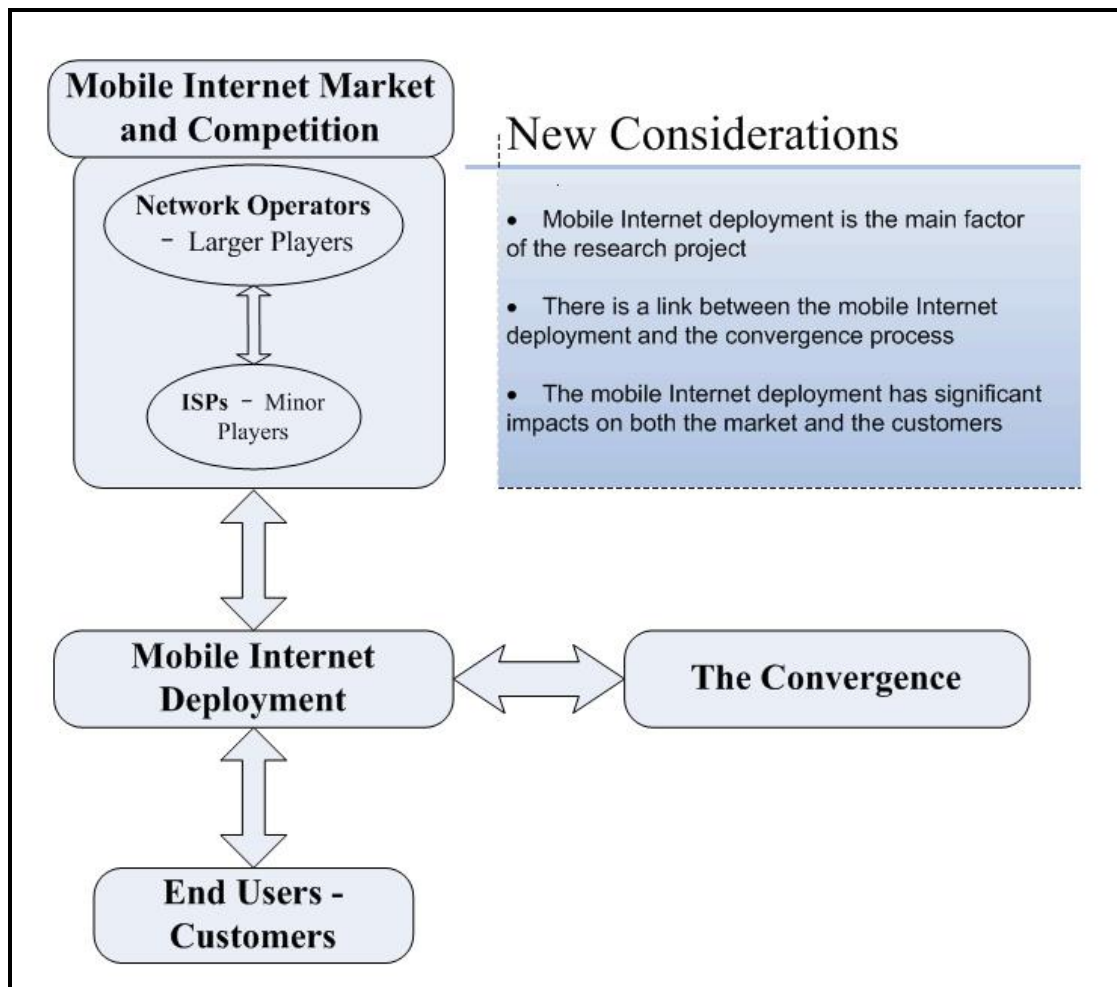 Mobile Internet Market
and Competition
Network Operators
- Larger Players
ISPs - Minor
Players
New Considerations
• Mobile Internet deployment is the main factor
of the research project
• There is a link between the mobile Internet
deployment and the convergence process
• The mobile Internet deployment has significant
impacts on both the market and the customers
Mobile Internet
Deployment
The Convergence
End Users -
Customers